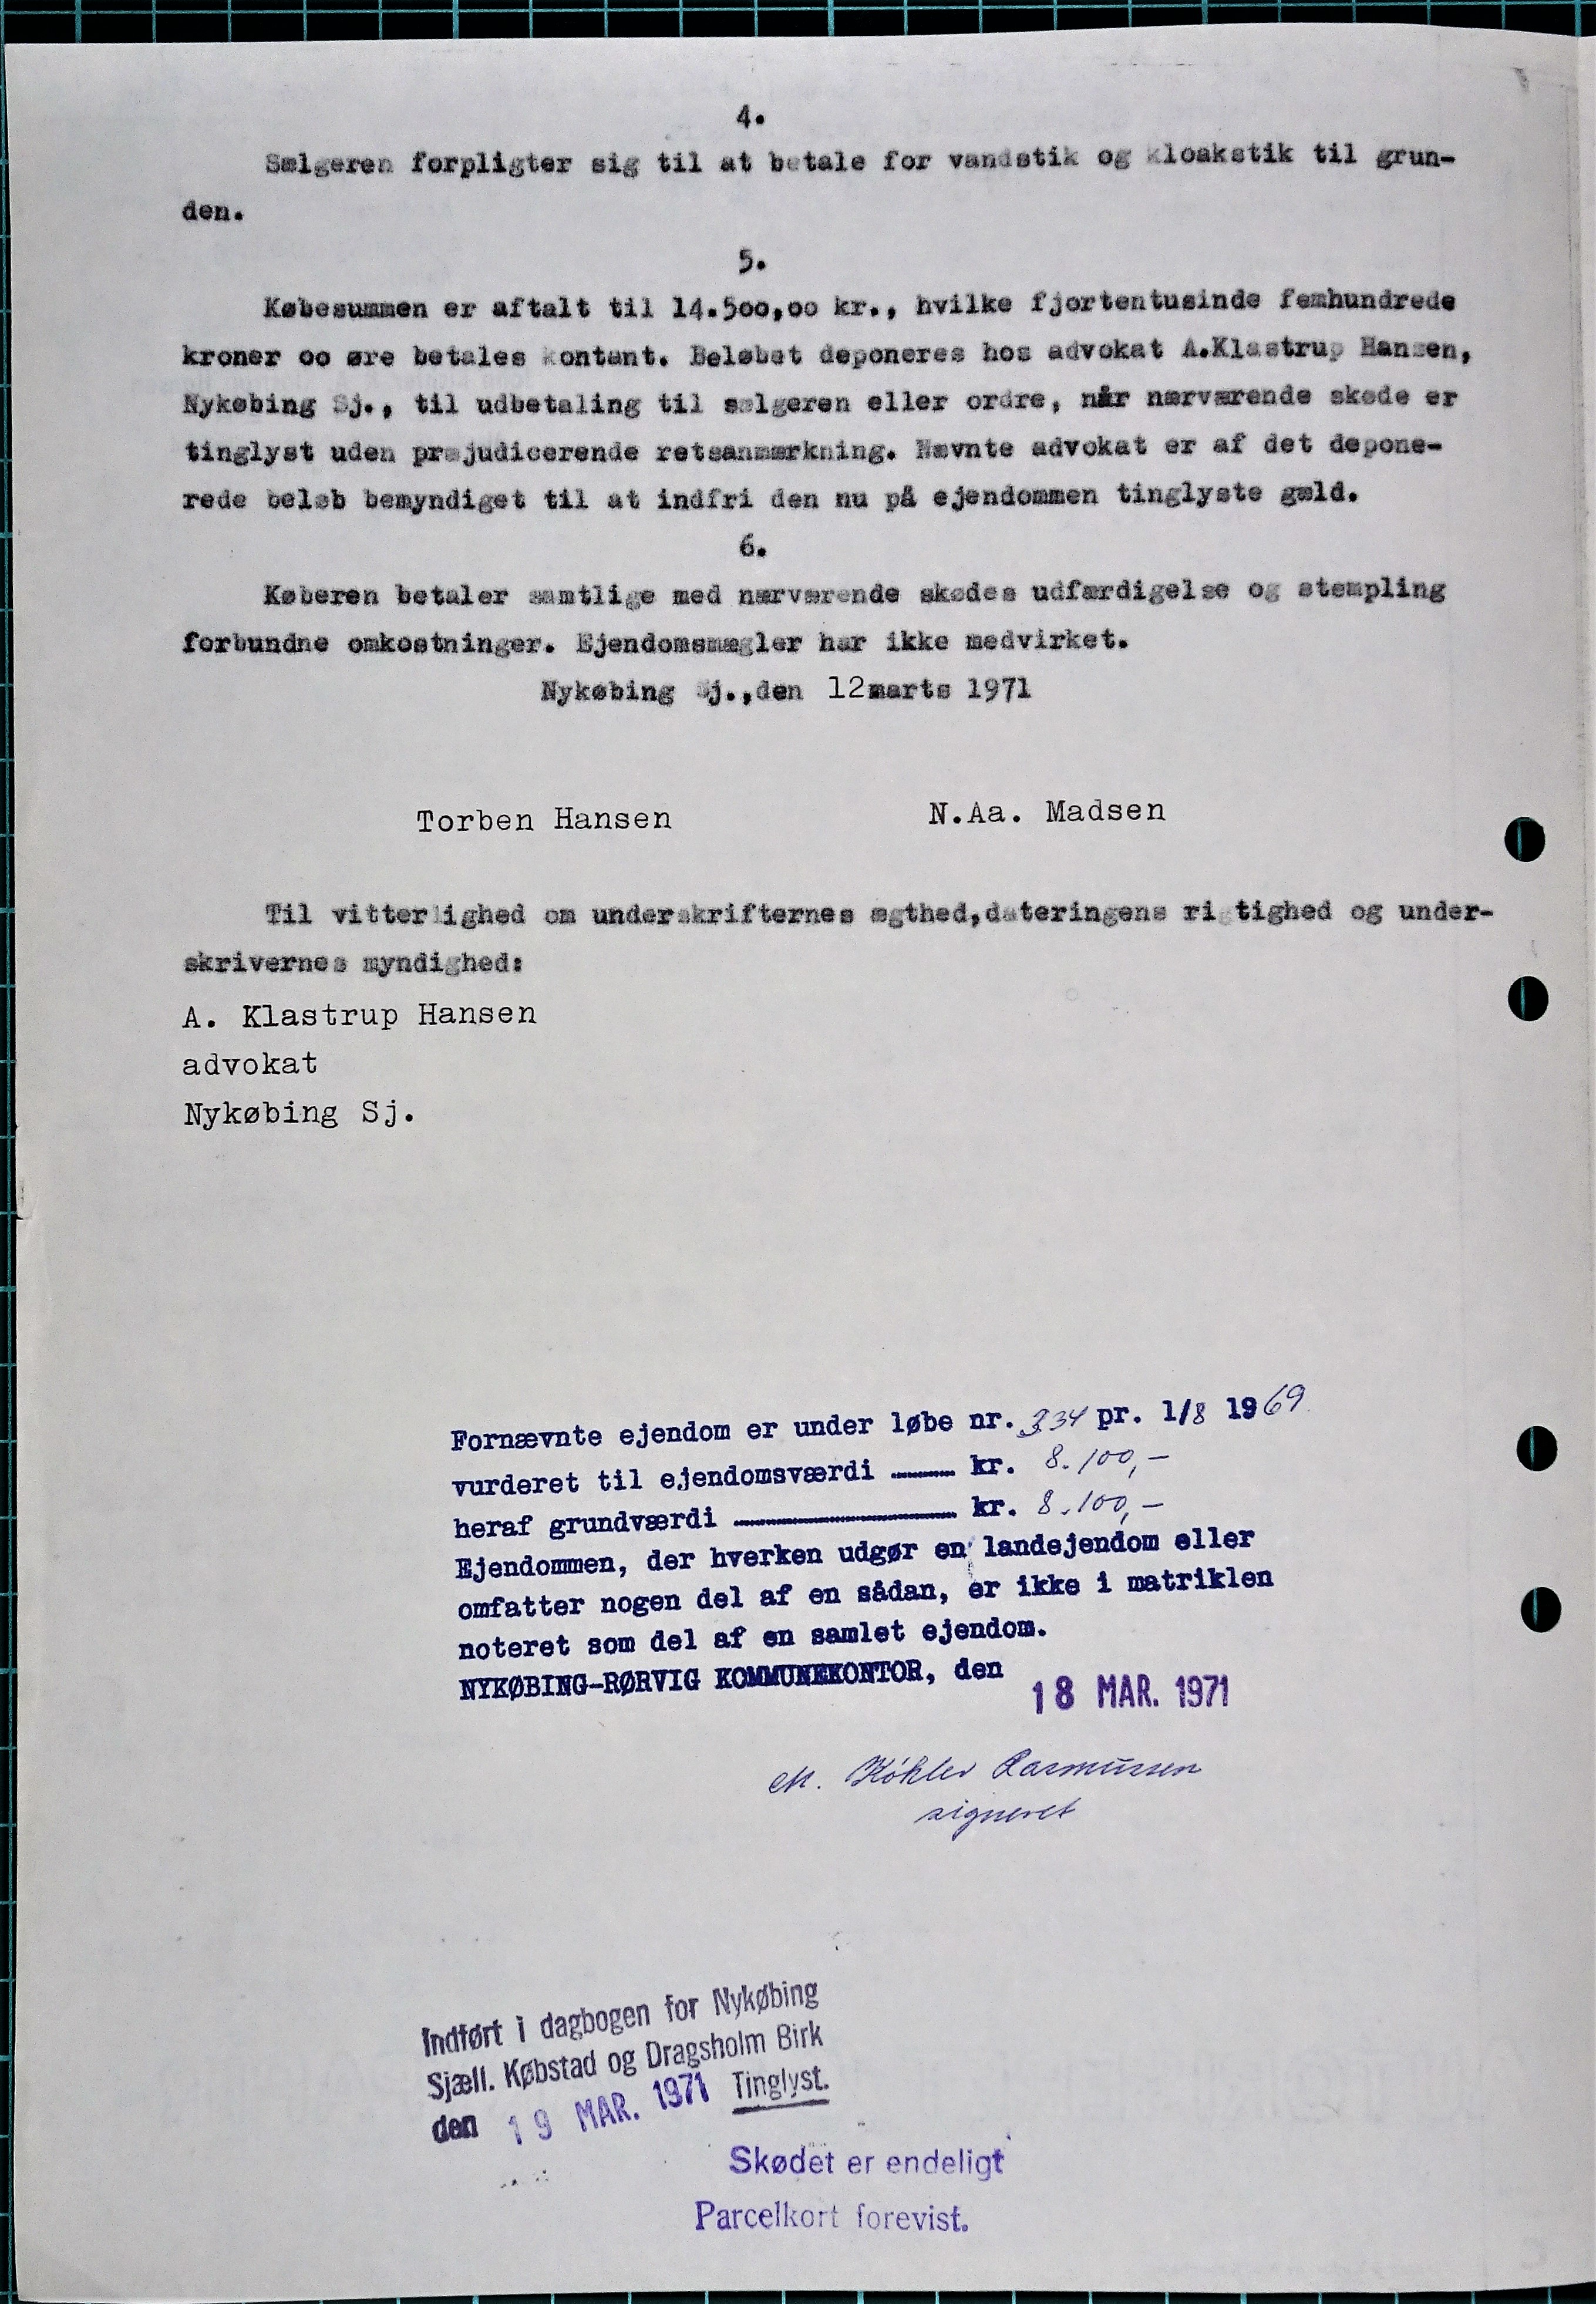 4.
Sælgeren forpligter sig til at betale for vandstik og kloakstik til grun-
den.
5.
Købesummen er aftalt til 14.500,00 kr., hvilke fjortentusinde femhundrede
kroner oo øre betales kontant. Beløbet deponeres hos advokat A.Klastrup Hansen,
Nykøbing Sj., til udbetaling til sælgeren eller ordre, når nærværende skøde er
tinglyst uden præjudicerende retsanmærkning. Nævnte advokat er af det depone-
rede beløb bemyndiget til at indfri den nu på ejendommen tinglyste gæld.
6.
Køberen betaler samtlige med nærværende skødes udfærdigelse og stempling
forbundne omkostninger. Ejendomsmægler har ikke medvirket.
Nykøbing Sj.,den 12marts 1971
Torben Hansen N.Aa. Madsen
Til vitterlighed om underskrifternes ægthed,dateringens rigtighed og under-
skrivernes myndighed:
A. Klastrup Hansen
advokat
Nykøbing Sj.
Fornævnte ejendom er under løbe nr. 334 pr. 1/8 1969
vurderet til ejendomsværdi kr. 8.100,-
heraf grundværdi kr. 8.100,-
Ejendommen, der hverken udgør en landejendom eller
omfatter nogen del af en sådan, er ikke i matriklen
noteret som del af en samlet ejendom.
NYKØBING-RØRVIG KOMMUNEKONTOR, den
18 MAR. 1971
M. Köhler Rasmussen
signeret
Indført i dagbogen for Nykøbing
Sjæll. Købstad og Dragsholm Birk
den 19 MAR. 1971 Tinglyst.
Skødet er endeligt
Parcelkort forevist.